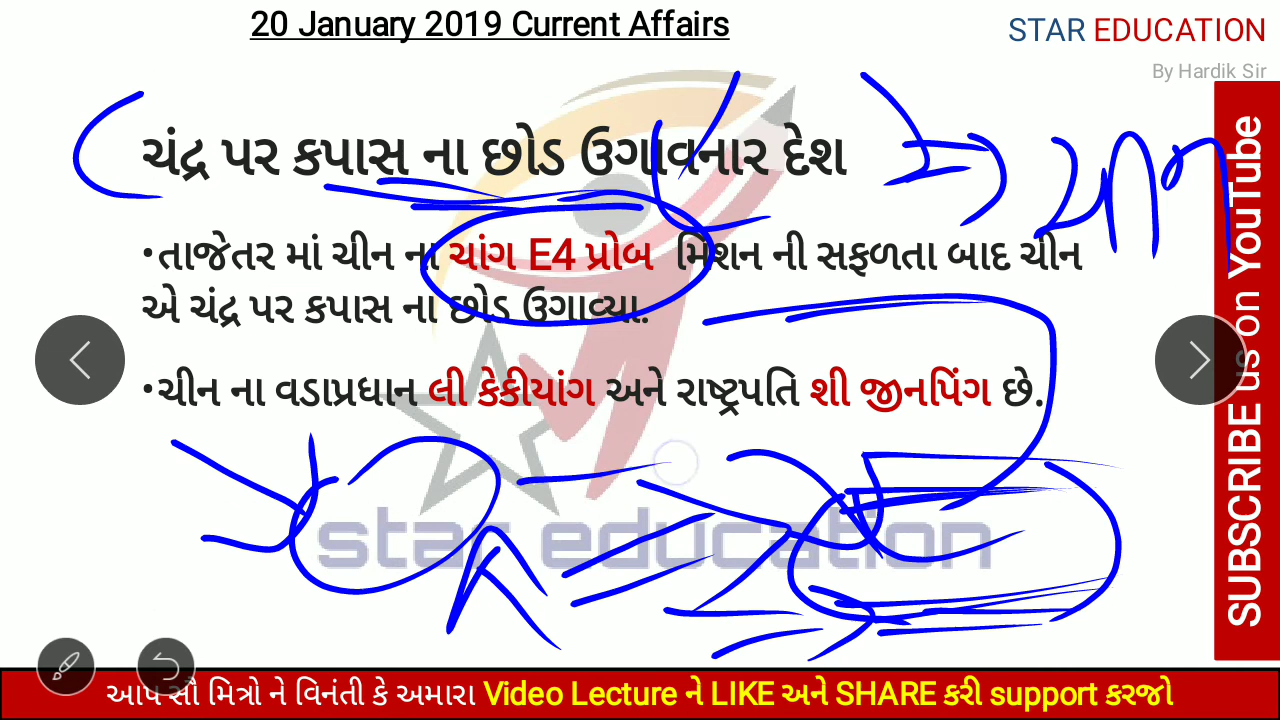 20 January 2019 Current Affairs
STAR EDUCATION
By Hardik Sir
ચંદ્ર પર કપાસ ના છોડ ઉગાવનાર દેશ
•તાજેતર માં ચીન ના ચાંગ E4 પ્રોબ મિશન ની સફળતા બાદ ચીન
એ ચંદ્ર પર કપાસ ના છોડ ઉગાવ્યા.
•ચીન ના વડાપ્રધાન લી કેકીયાંગ અને રાષ્ટ્રપતિ શી જીનપિંગ છે.
star education
SUBSCRIBE us on YouTube
આપ સૌ મિત્રો ને વિનંતી કે અમારા Video Lecture ને LIKE અને SHARE કરી support કરજો